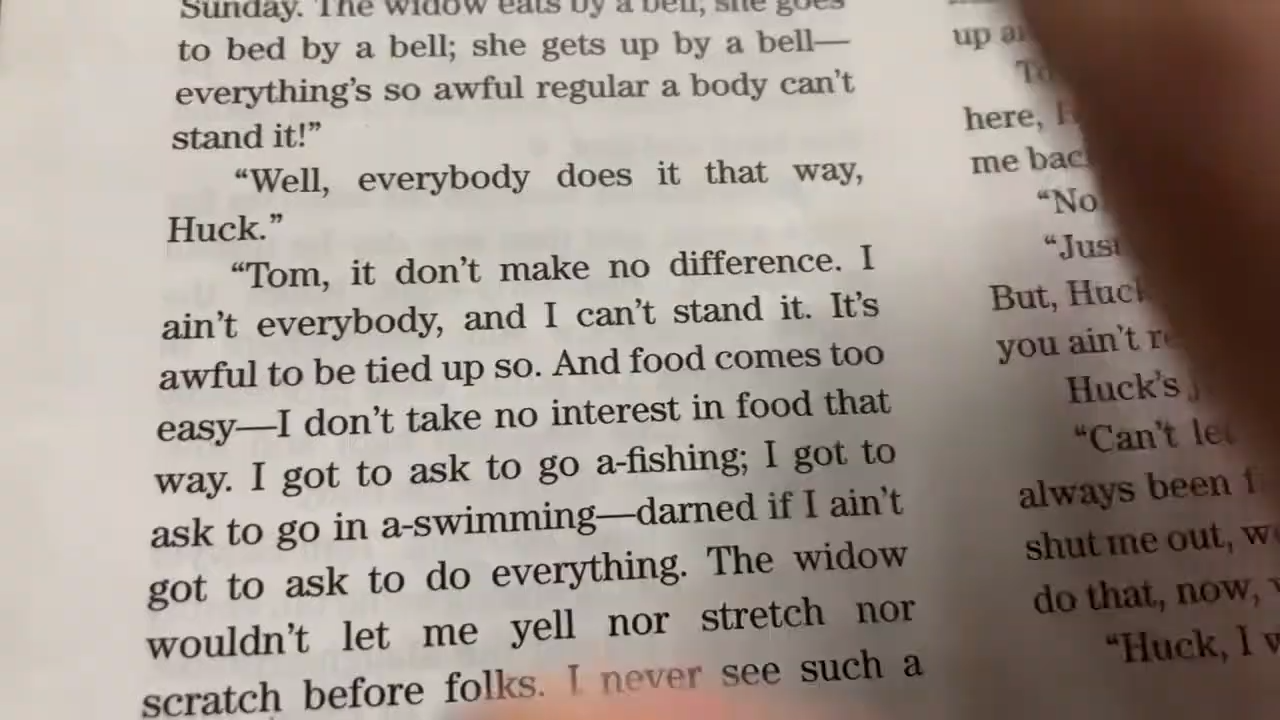 Sunday. The widow eats by a bell; she goes
to bed by a bell; she gets up by a bell—
everything's so awful regular a body can't
stand it!”
“Well, everybody does it that way,
Huck.”
“Tom, it don't make no difference. I
ain't everybody, and I can't stand it. It's
awful to be tied up so. And food comes too
easy—I don't take no interest in food that
way. I got to ask to go a-fishing; I got to
ask to go in a-swimming—darned if I ain't
got to ask to do everything. The widow
wouldn't let me yell nor stretch nor
scratch before folks. I never see such a
up
here,
me
“No
“Just
But, Huck
you ain't
Huck's
“Can't
always been
shut me out,
do that, now,
“Huck, I